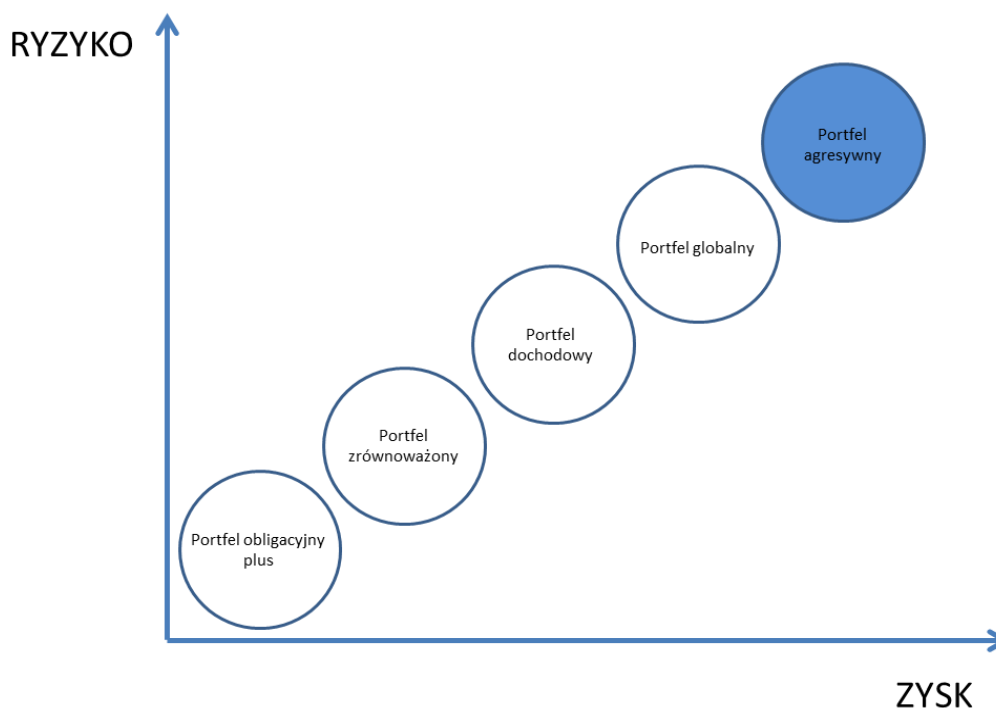 RYZYKO
Portfel
agresywny
Portfel globalny
Portfel
dochodowy
Portfel
zrównoważony
Portfel obligacyjny
plus
ZYSK